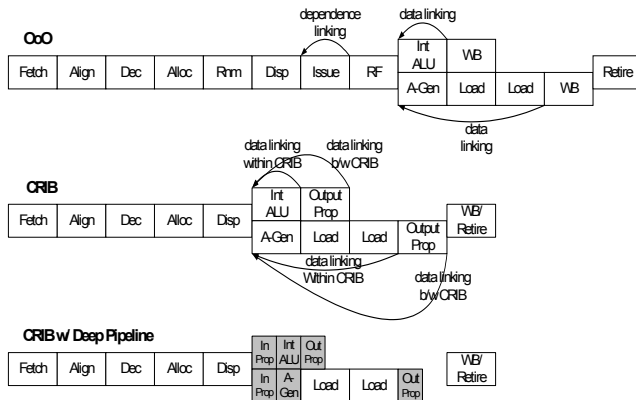 dependence
linking
data linking
OoO
Int
ALU
WB
Fetch Align Dec Alloc Rnm Disp Issue RF
A-Gen Load Load WB
Retire
data
linking
data linking
within CRIB
data linking
b/w CRIB
CRIB
Int
ALU
Output
Prop
Fetch Align Dec Alloc Disp
A-Gen Load Load
Output
Prop
WB/
Retire
data linking
Within CRIB
data linking
b/w CRIB
CRIB w/ Deep Pipeline
In
Prop
Int
ALU
Out
Prop
Fetch Align Dec Alloc Disp
In
Prop
A-
Gen
Load Load
Out
Prop
WB/
Retire